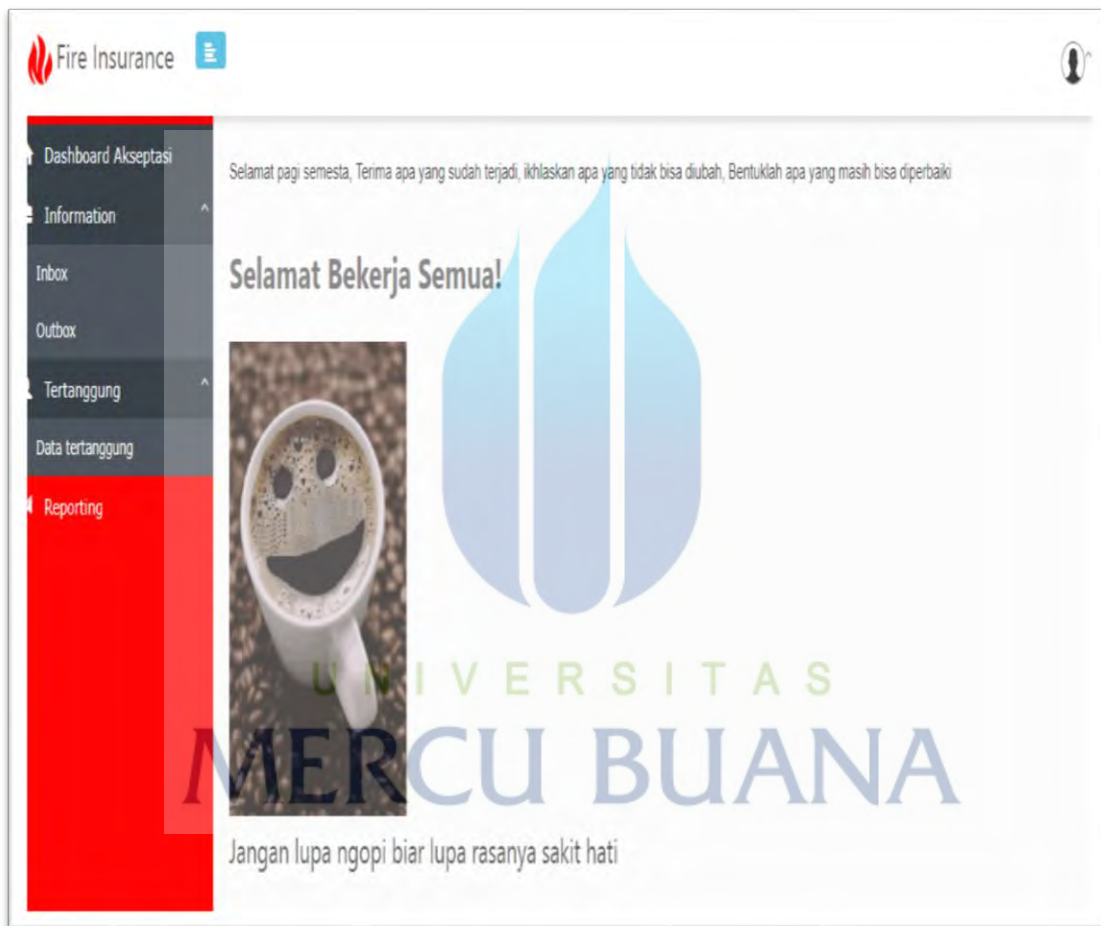 Fire Insurance
Dashboard Akseptasi
Information
Inbox
Outbox
Tertanggung
Data tertanggung
Reporting
Selamat pagi semesta, Terima apa yang sudah terjadi, ikhlaskan apa yang tidak bisa diubah, Bentuklah apa yang masih bisa diperbaiki
Selamat Bekerja Semua!
Jangan lupa ngopi biar lupa rasanya sakit hati
UNIVERSITAS
MERCU BUANA